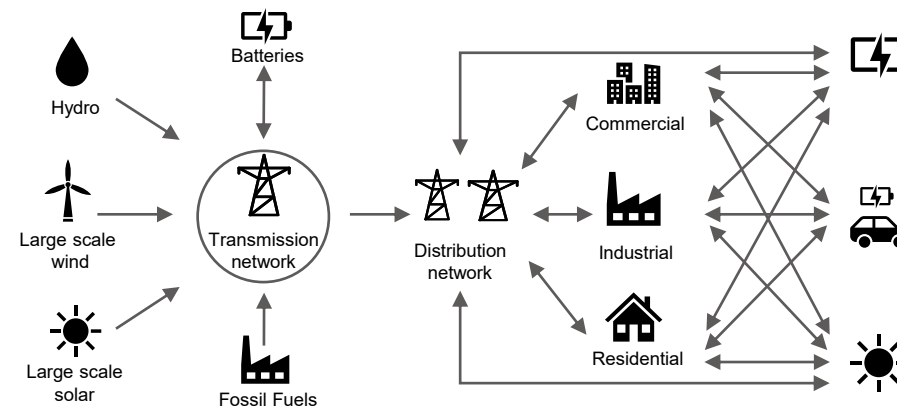 Batteries
Hydro
Commercial
Large scale
wind
Transmission
network
Distribution
network
Industrial
Large scale
solar
Fossil Fuels
Residential